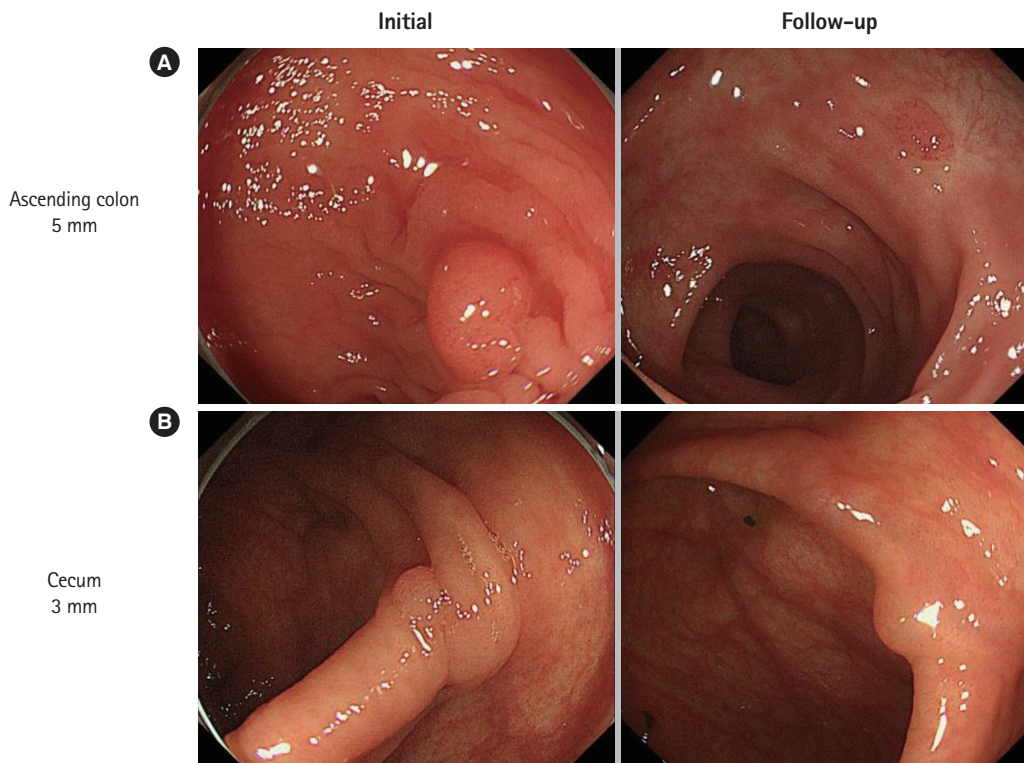 Initial
Follow-up
A
Ascending colon
5 mm
B
Cecum
3 mm